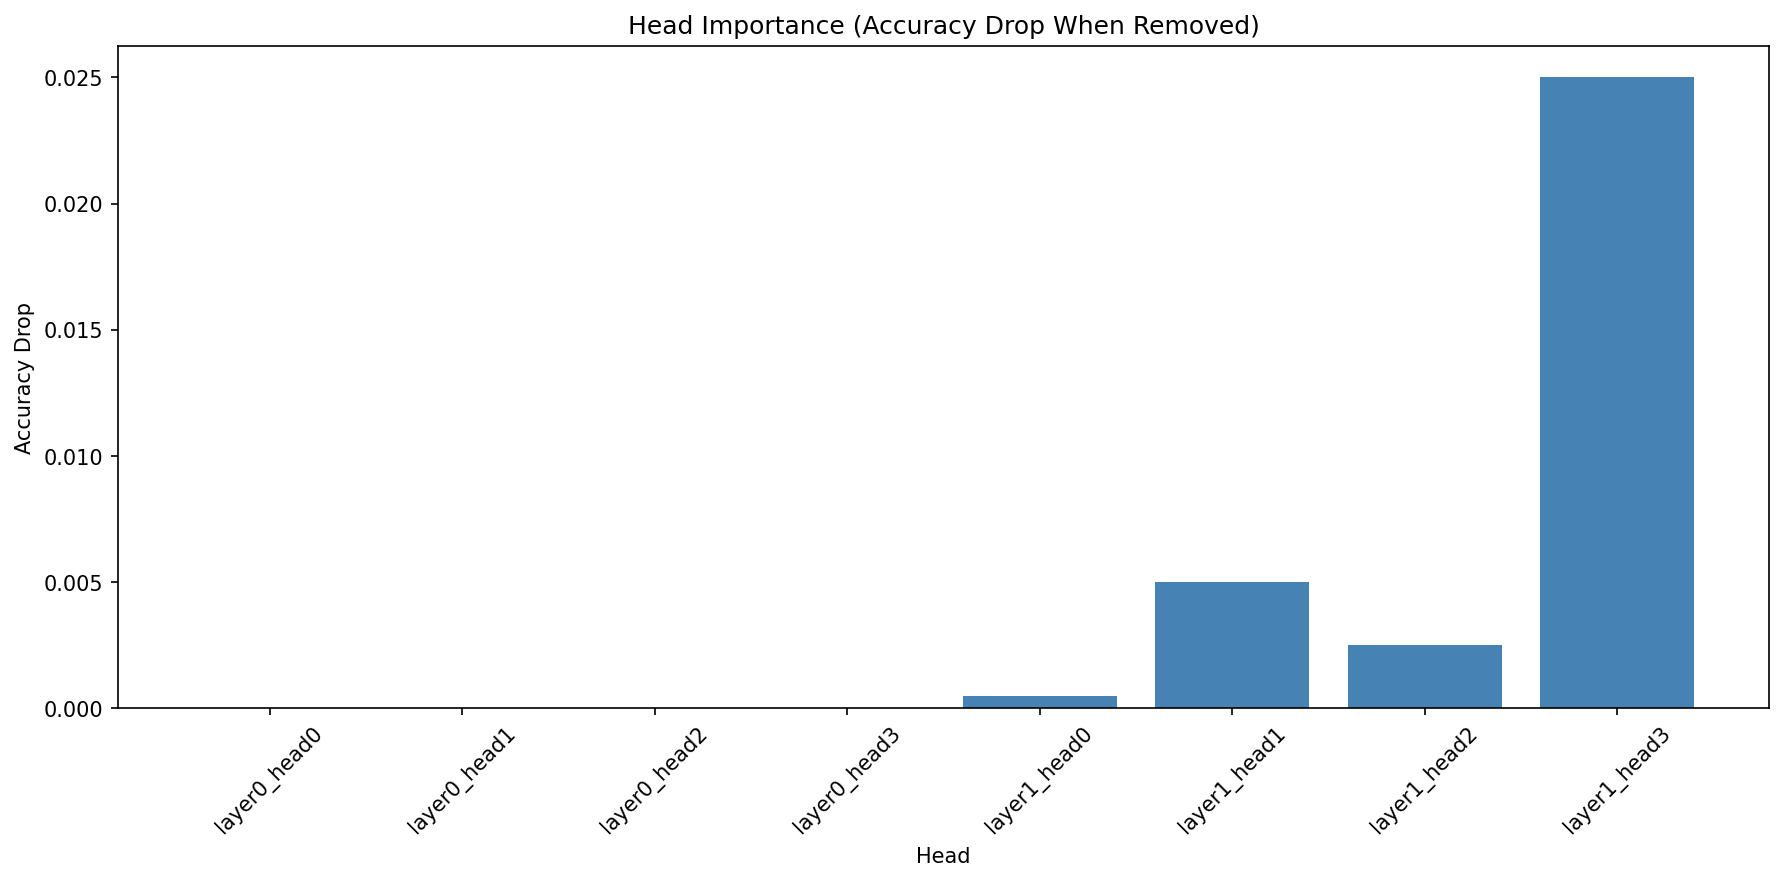 Head Importance (Accuracy Drop When Removed)
Accuracy Drop
0.025
0.020
0.015
0.010
0.005
0.000
layer0_head0
layer0_head1
layer0_head2
layer0_head3
layer1_head0
layer1_head1
layer1_head2
layer1_head3
Head